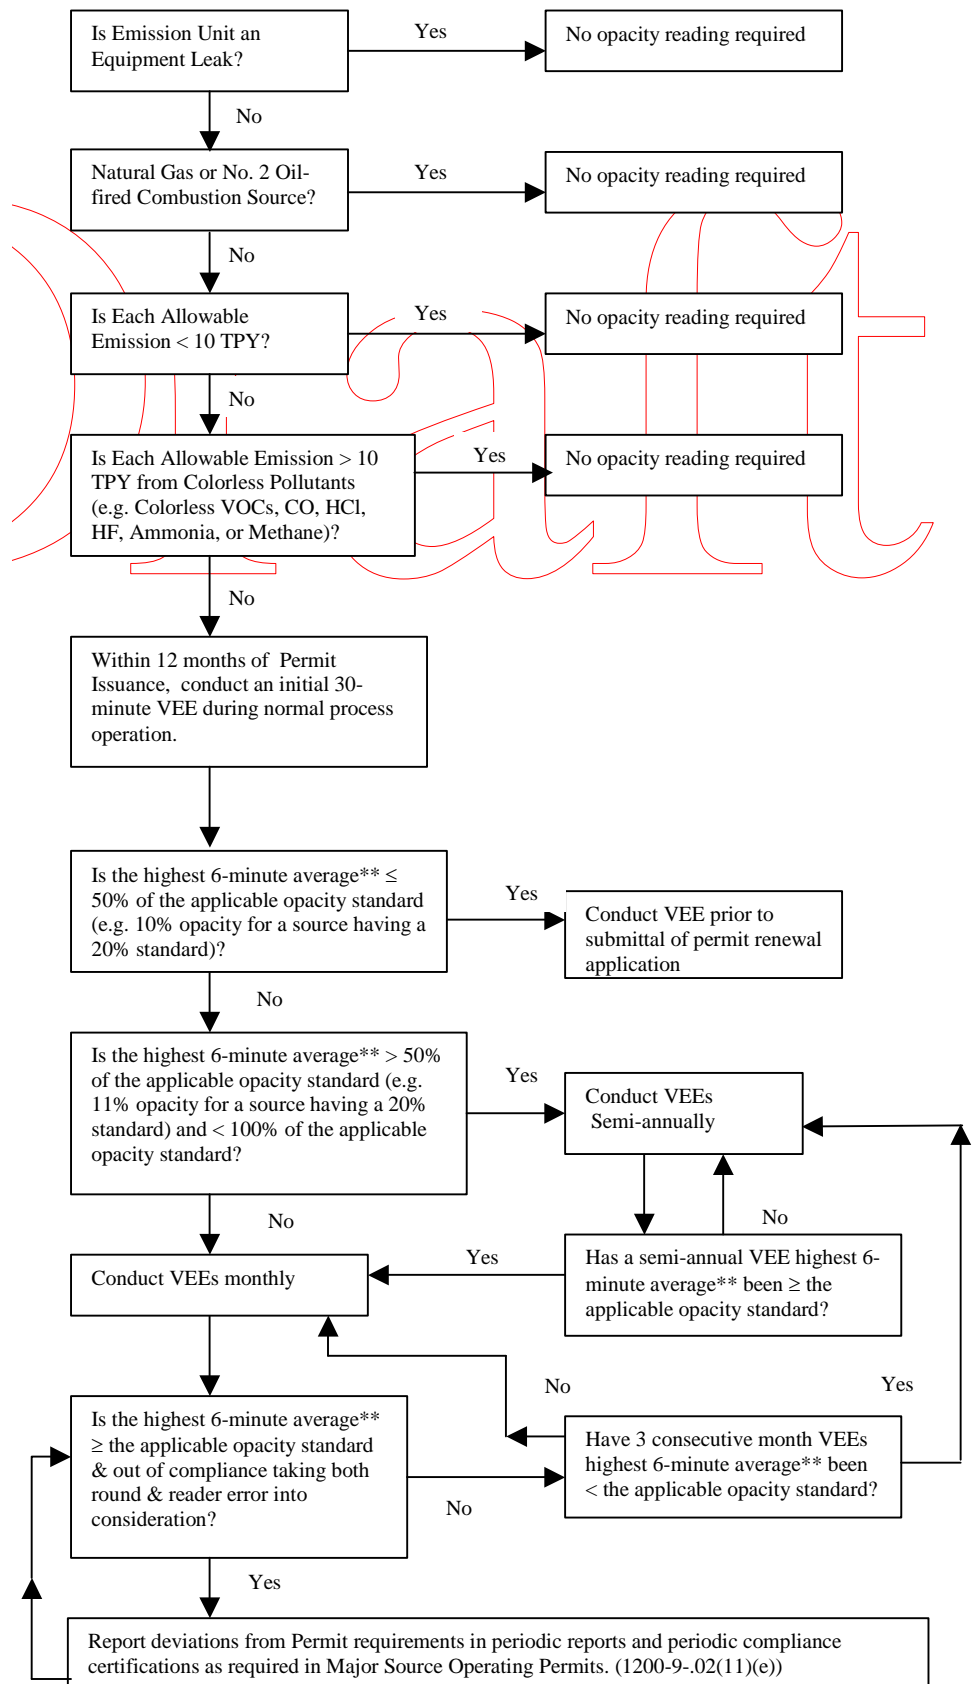 Is Emission Unit an
Equipment Leak?
Yes
No opacity reading required
No
Natural Gas or No. 2 Oil-
fired Combustion Source?
Yes
No opacity reading required
No
Is Each Allowable
Emission < 10 TPY?
Yes
No opacity reading required
No
Is Each Allowable Emission > 10
TPY from Colorless Pollutants
(e.g. Colorless VOCs, CO, HCl,
HF, Ammonia, or Methane)?
Yes
No opacity reading required
No
Draft
Within 12 months of Permit
Issuance, conduct an initial 30-
minute VEE during normal process
operation.
Is the highest 6-minute average** ≤
50% of the applicable opacity standard
(e.g. 10% opacity for a source having a
20% standard)?
Yes
Conduct VEE prior to
submittal of permit renewal
application
No
Is the highest 6-minute average** > 50%
of the applicable opacity standard (e.g.
11% opacity for a source having a 20%
standard) and < 100% of the applicable
opacity standard?
Yes
Conduct VEEs
Semi-annually
No
No
Has a semi-annual VEE highest 6-
minute average** been ≥ the
applicable opacity standard?
Yes
Conduct VEEs monthly
No
Yes
Is the highest 6-minute average**
≥ the applicable opacity standard
& out of compliance taking both
round & reader error into
consideration?
No
Have 3 consecutive month VEEs
highest 6-minute average** been
< the applicable opacity standard?
Yes
Report deviations from Permit requirements in periodic reports and periodic compliance
certifications as required in Major Source Operating Permits. (1200-9-.02(11)(e))